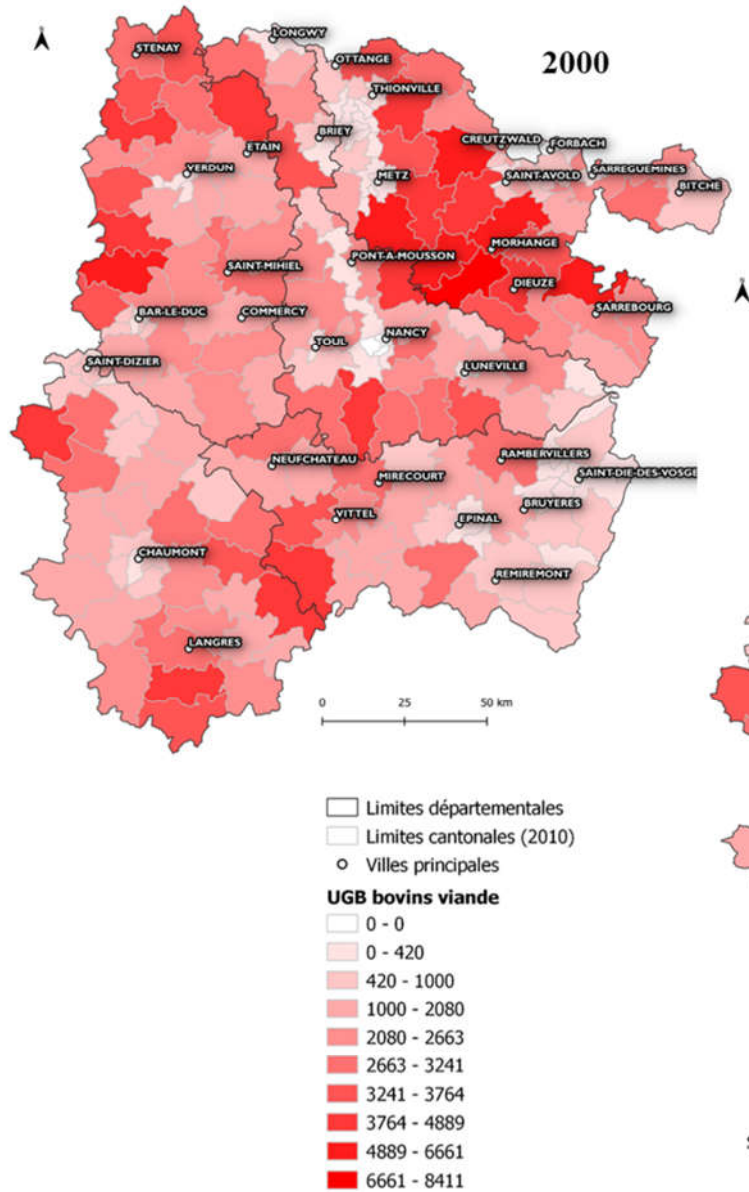 LONGWY
STENAY
OTTANGE
2000
THIONVILLE
BRIEY
CREUTZWALD
FORBACH
ETAIN
VERDUN
METZ
SAINT-AVOLD
SARREGUEMINES
BITCHE
MORHANGE
PONT-A-MOUSSON
SAINT-MIHIEL
DIEUZE
BAR-LE-DUC
COMMERCY
SARREBOURG
TOUL
NANCY
SAINT-DIZIER
LUNEVILLE
NEUFCHATEAU
RAMBERVILLERS
MIRECOURT
SAINT-DIE-DES-VOSGE
BRUYERES
VITTEL
EPINAL
CHAUMONT
REMIREMONT
LANGRES
0 25 50 km
Limites départementales
Limites cantonales (2010)
Villes principales
UGB bovins viande
0 - 0
0 - 420
420 - 1000
1000 - 2080
2080 - 2663
2663 - 3241
3241 - 3764
3764 - 4889
4889 - 6661
6661 - 8411